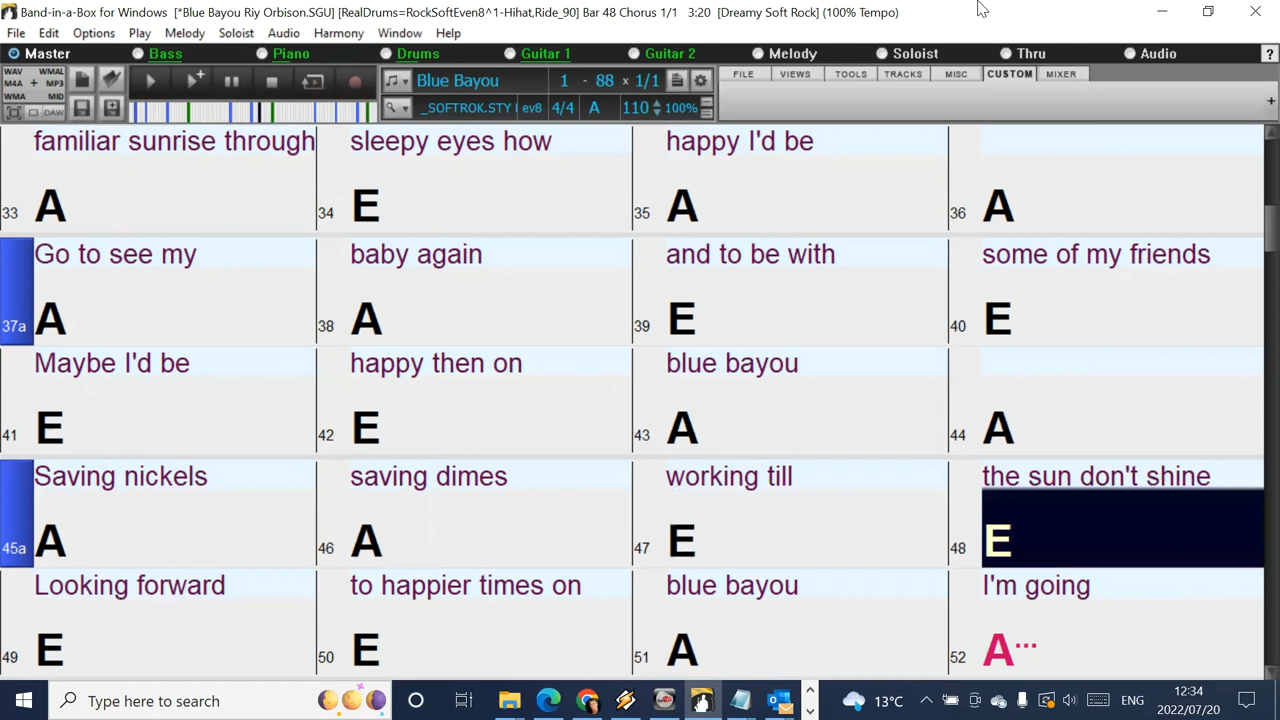 Band-in-a-Box for Windows [*Blue Bayou Riy Orbison.SGU] [RealDrums=RockSoftEven8^1-Hihat,Ride_90] Bar 48 Chorus 1/1 3:20 [Dreamy Soft Rock] (100% Tempo)
File Edit Options Play Melody Soloist Audio Harmony Window Help
Master Bass Piano Drums Guitar 1 Guitar 2 Melody Soloist Thru Audio ?
WAV WMAL
M4A + MP3
WMA MID
DAW
Blue Bayou 1 - 88 x 1/1
_SOFTROK.STY ev8 4/4 A 110 100%
FILE VIEWS TOOLS TRACKS MISC CUSTOM MIXER
+
familiar sunrise through sleepy eyes how happy I'd be
33 A 34 E 35 A 36 A
Go to see my baby again and to be with some of my friends
37a A 38 A 39 E 40 E
Maybe I'd be happy then on blue bayou
41 E 42 E 43 A 44 A
Saving nickels saving dimes working till the sun don't shine
45a A 46 A 47 E 48 E
Looking forward to happier times on blue bayou I'm going
49 E 50 E 51 A 52 A...
Type here to search
13°C ENG 12:34
2022/07/20